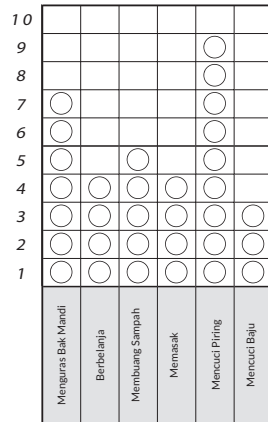 10
9
8
7
6
5
4
3
2
1
Menguras Bak Mandi
Berbelanja
Membuang Sampah
Memasak
Mencuci Piring
Mencuci Baju